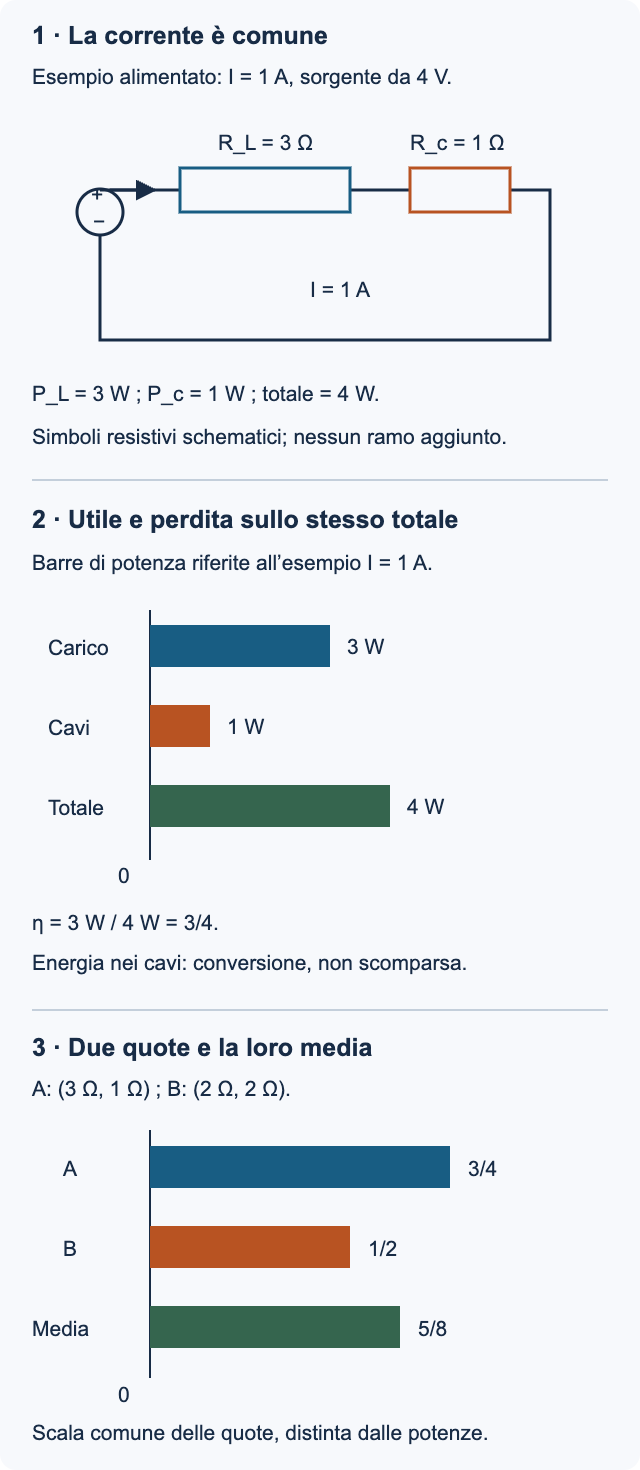 1 · La corrente è comune
Esempio alimentato: I = 1 A, sorgente da 4 V.
R_L = 3 Ω
R_c = 1 Ω
+
−
I = 1 A
P_L = 3 W ; P_c = 1 W ; totale = 4 W.
Simboli resistivi schematici; nessun ramo aggiunto.
2 · Utile e perdita sullo stesso totale
Barre di potenza riferite all’esempio I = 1 A.
Carico 3 W
Cavi 1 W
Totale 4 W
0
η = 3 W / 4 W = 3/4.
Energia nei cavi: conversione, non scomparsa.
3 · Due quote e la loro media
A: (3 Ω, 1 Ω) ; B: (2 Ω, 2 Ω).
A 3/4
B 1/2
Media 5/8
0
Scala comune delle quote, distinta dalle potenze.